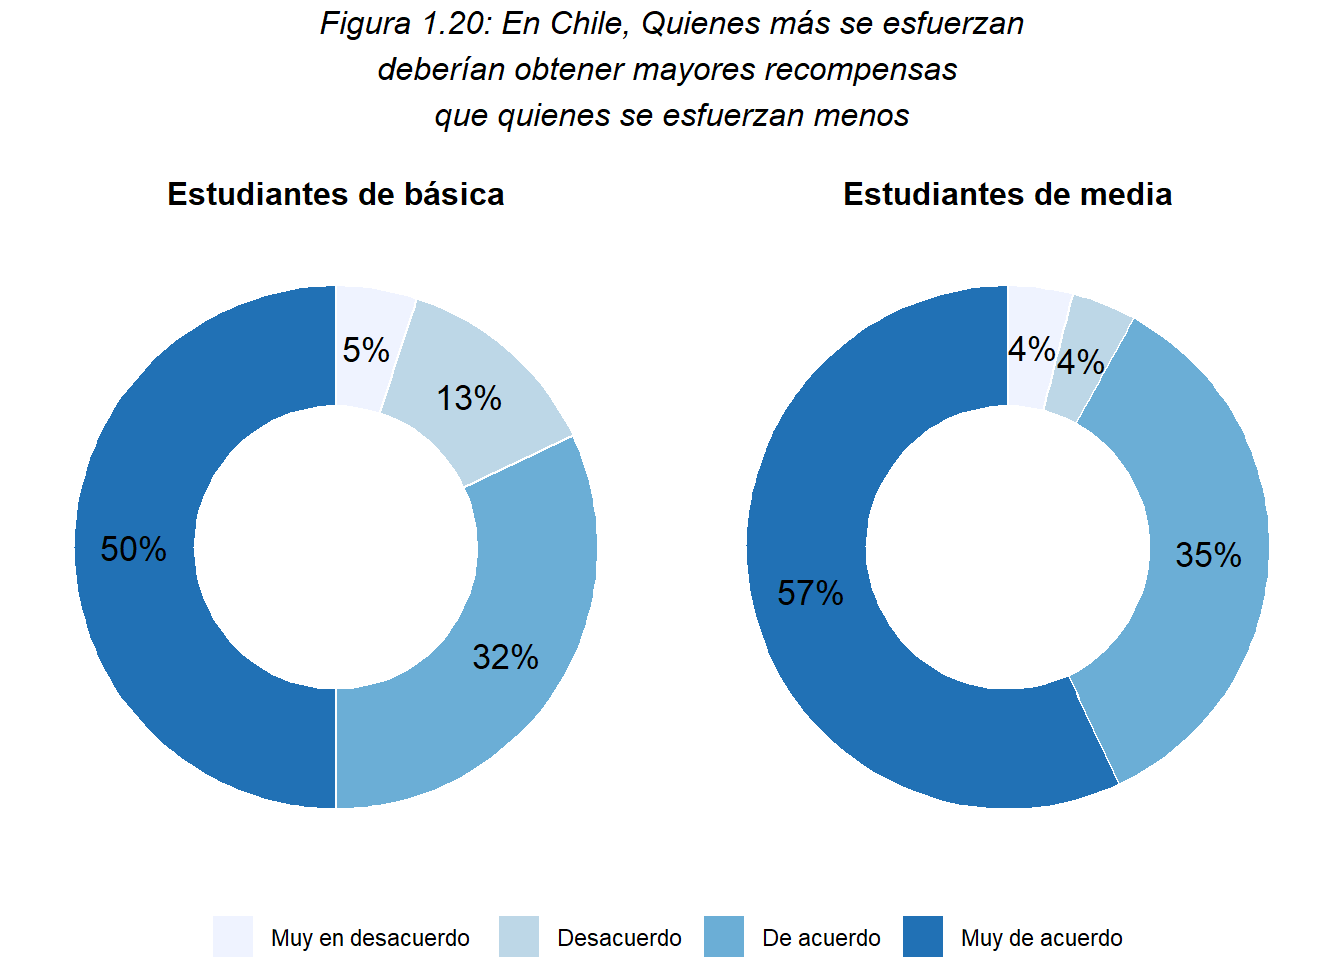 Figura 1.20: En Chile, Quienes más se esfuerzan
deberían obtener mayores recompensas
que quienes se esfuerzan menos
Estudiantes de básica
5%
13%
32%
50%
Estudiantes de media
4%
4%
35%
57%
Muy en desacuerdo
Desacuerdo
De acuerdo
Muy de acuerdo